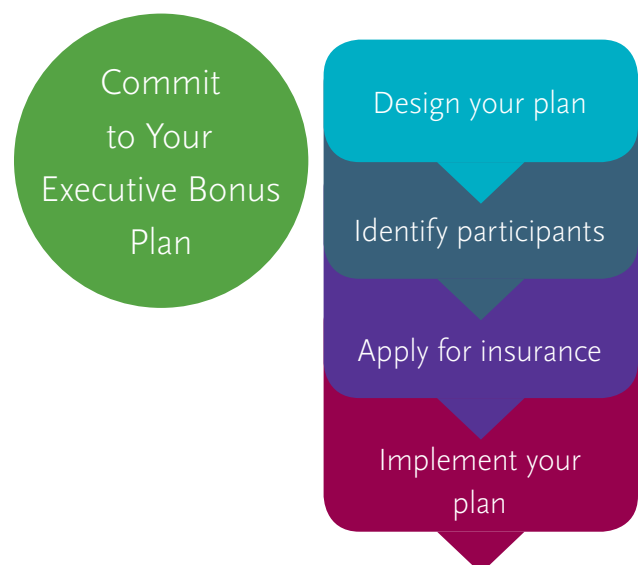 Commit
to Your
Executive Bonus
Plan
Design your plan
Identify participants
Apply for insurance
Implement your
plan